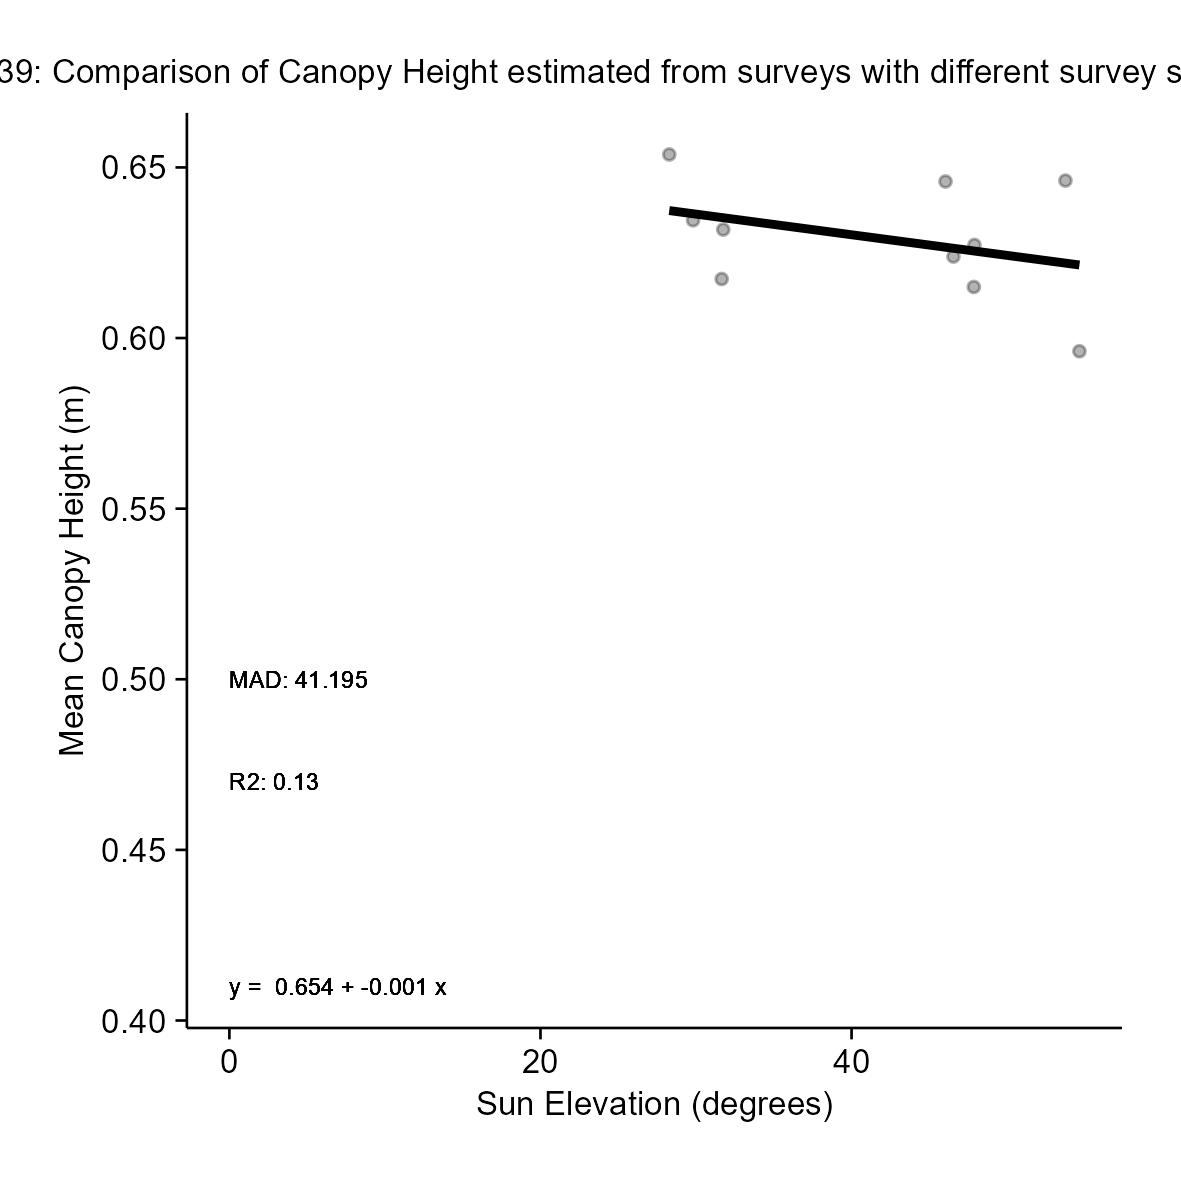 39: Comparison of Canopy Height estimated from surveys with different survey s
0.65
0.60
0.55
0.50
0.45
0.40
Mean Canopy Height (m)
MAD: 41.195
R2: 0.13
y =  0.654 + -0.001 x
0 20 40
Sun Elevation (degrees)